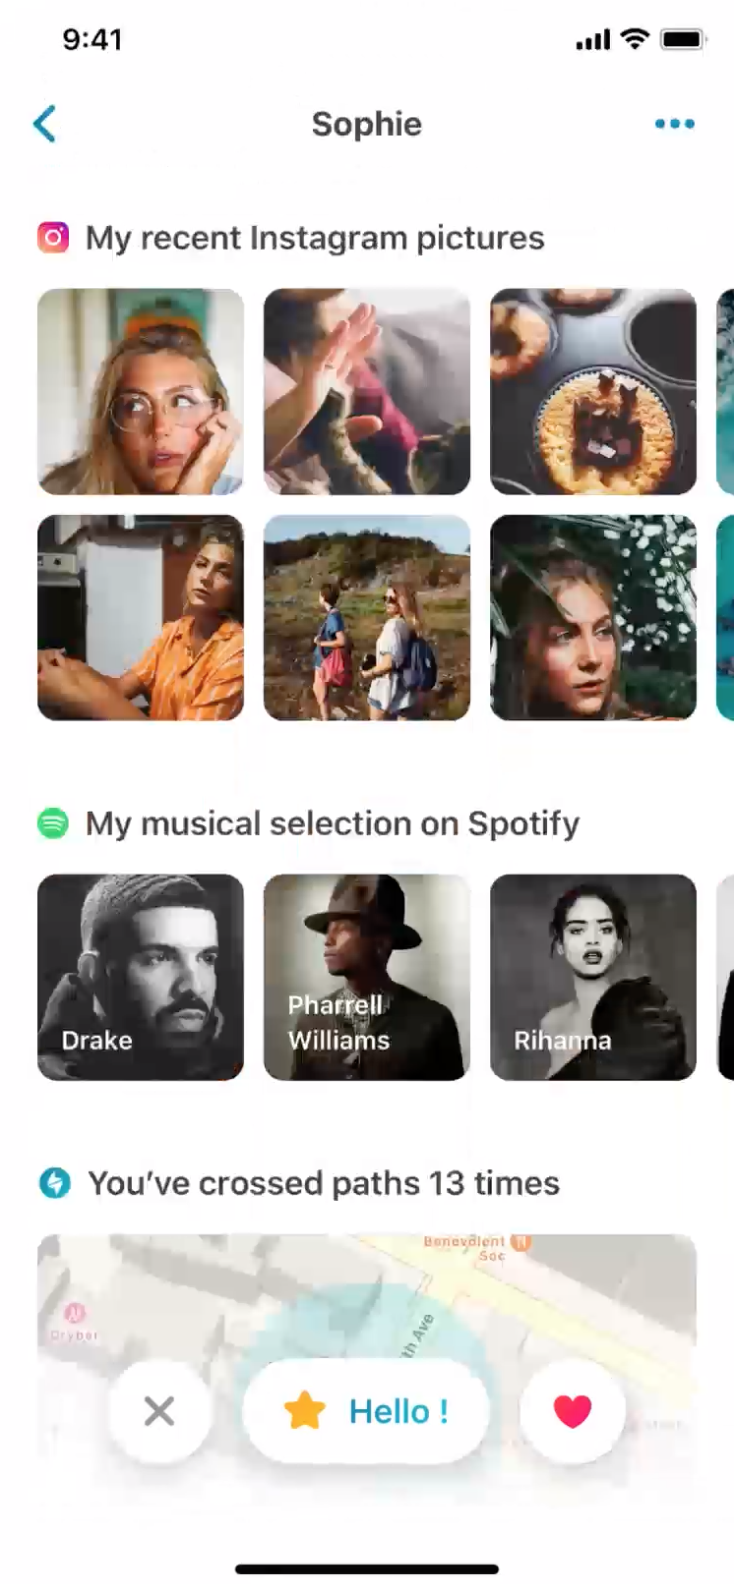 9:41
Sophie
My recent Instagram pictures
My musical selection on Spotify
Drake
Pharrell
Williams
Rihanna
You’ve crossed paths 13 times
Benevolent
Soc
Drybar
th Ave
Hello !